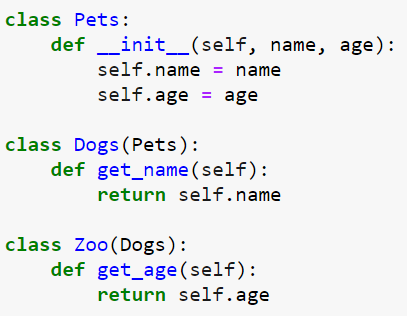 class Pets:
    def __init__(self, name, age):
        self.name = name
        self.age = age

class Dogs(Pets):
    def get_name(self):
        return self.name

class Zoo(Dogs):
    def get_age(self):
        return self.age